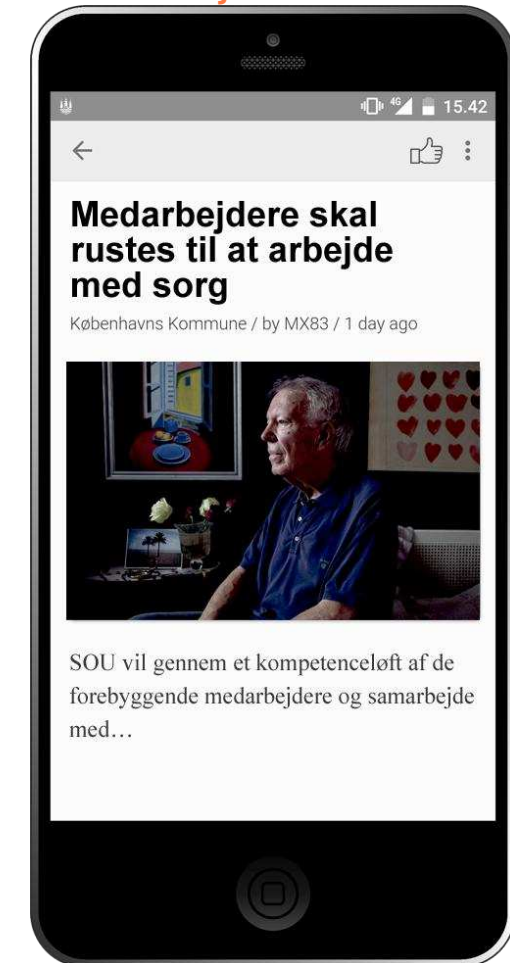 4G 15.42
Medarbejdere skal
rustes til at arbejde
med sorg
Københavns Kommune / by MX83 / 1 day ago
SOU vil gennem et kompetenceløft af de
forebyggende medarbejdere og samarbejde
med…